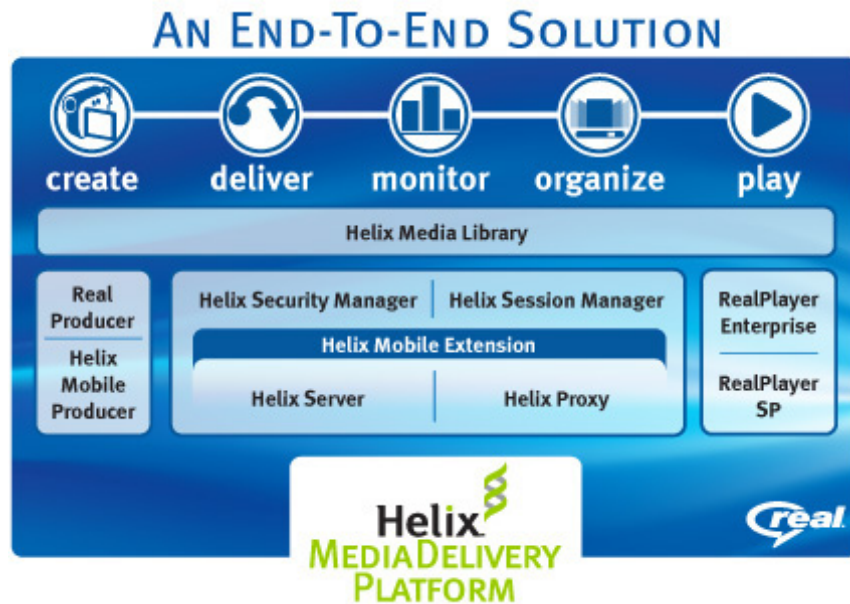 AN END-TO-END SOLUTION
create
deliver
monitor
organize
play
Helix Media Library
Real
Producer
Helix
Mobile
Producer
Helix Security Manager
Helix Session Manager
Helix Mobile Extension
Helix Server
Helix Proxy
RealPlayer
Enterprise
RealPlayer
SP
Helix
MEDIADELIVERY
PLATFORM
real